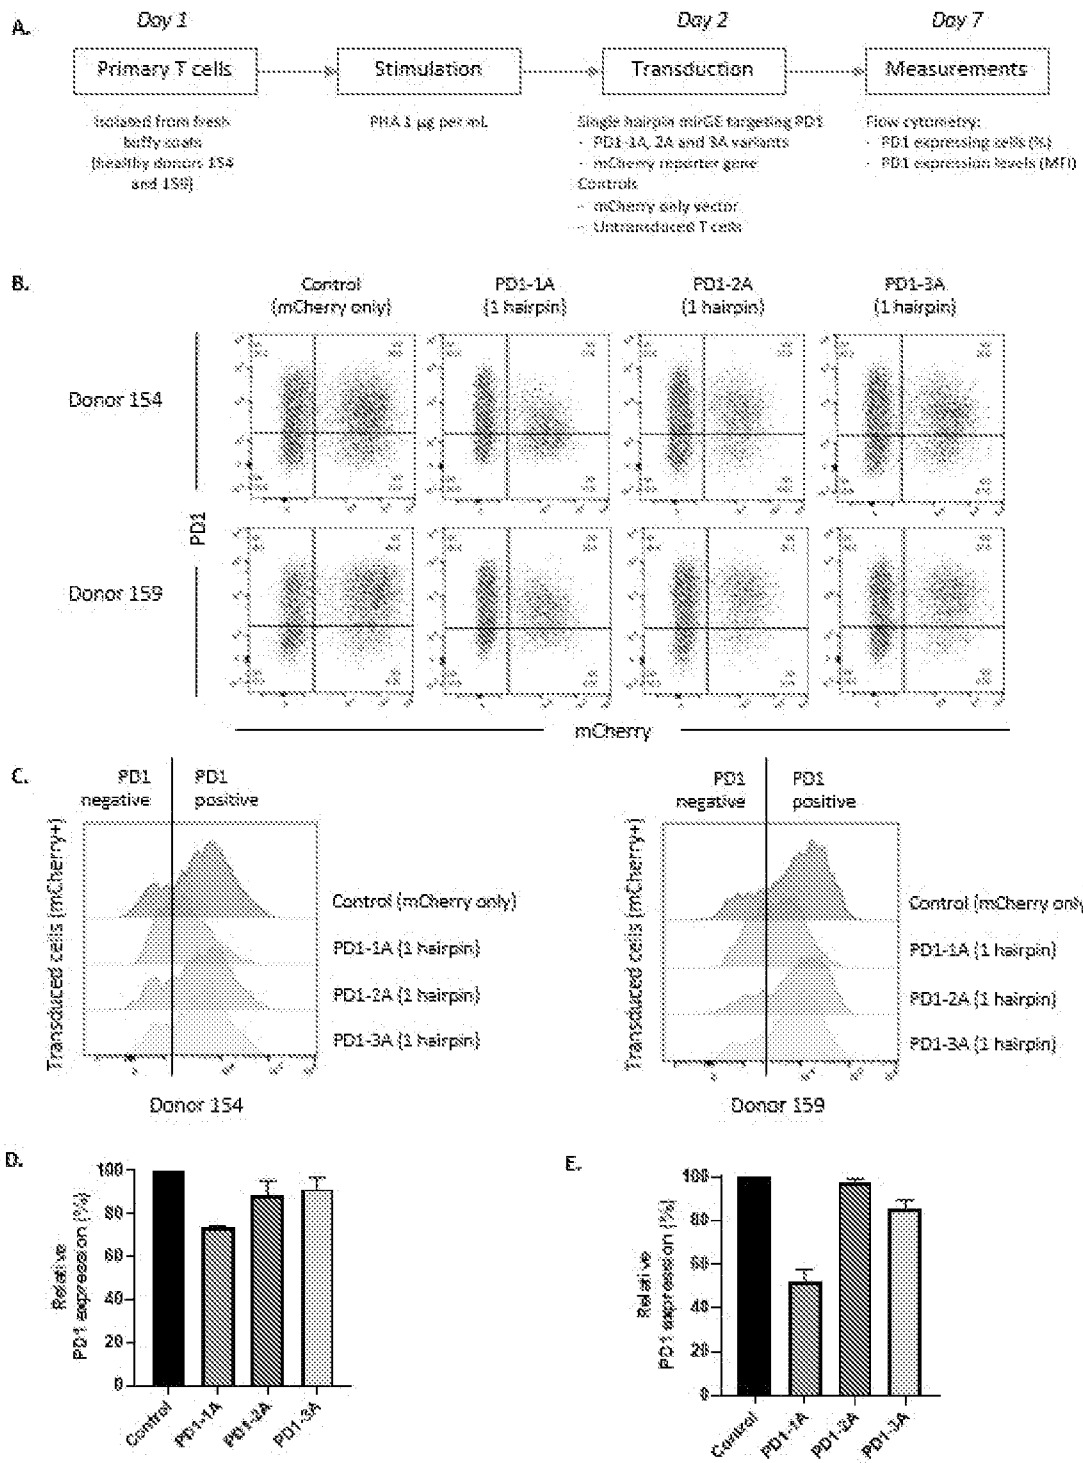 A.
Day 1
Day 2
Day 7
Primary T cells
Stimulation
Transduction
Measurements
Isolated from fresh
buffy coats
(healthy donors 154
and 159)
PHA 1 µg per mL
Single hairpin mirGE targeting PD1
- PD1-1A, 2A and 3A variants
- mCherry reporter gene
Controls
- mCherry only vector
- Untransduced T cells
Flow cytometry:
- PD1 expressing cells (%)
- PD1 expression levels (MFI)
B.
Control
(mCherry only)
PD1-1A
(1 hairpin)
PD1-2A
(1 hairpin)
PD1-3A
(1 hairpin)
Donor 154
PD1
Donor 159
mCherry
C.
PD1
negative
PD1
positive
Transduced cells (mCherry+)
Control (mCherry only)
PD1-1A (1 hairpin)
PD1-2A (1 hairpin)
PD1-3A (1 hairpin)
Donor 154
PD1
negative
PD1
positive
Transduced cells (mCherry+)
Control (mCherry only
PD1-1A (1 hairpin)
PD1-2A (1 hairpin)
PD1-3A (1 hairpin)
Donor 159
D.
Relative
PD1 expression (%)
100
80
60
40
20
0
Control
PD1-1A
PD1-2A
PD1-3A
E.
Relative
PD1 expression (%)
100
80
60
40
20
0
Control
PD1-1A
PD1-2A
PD1-3A